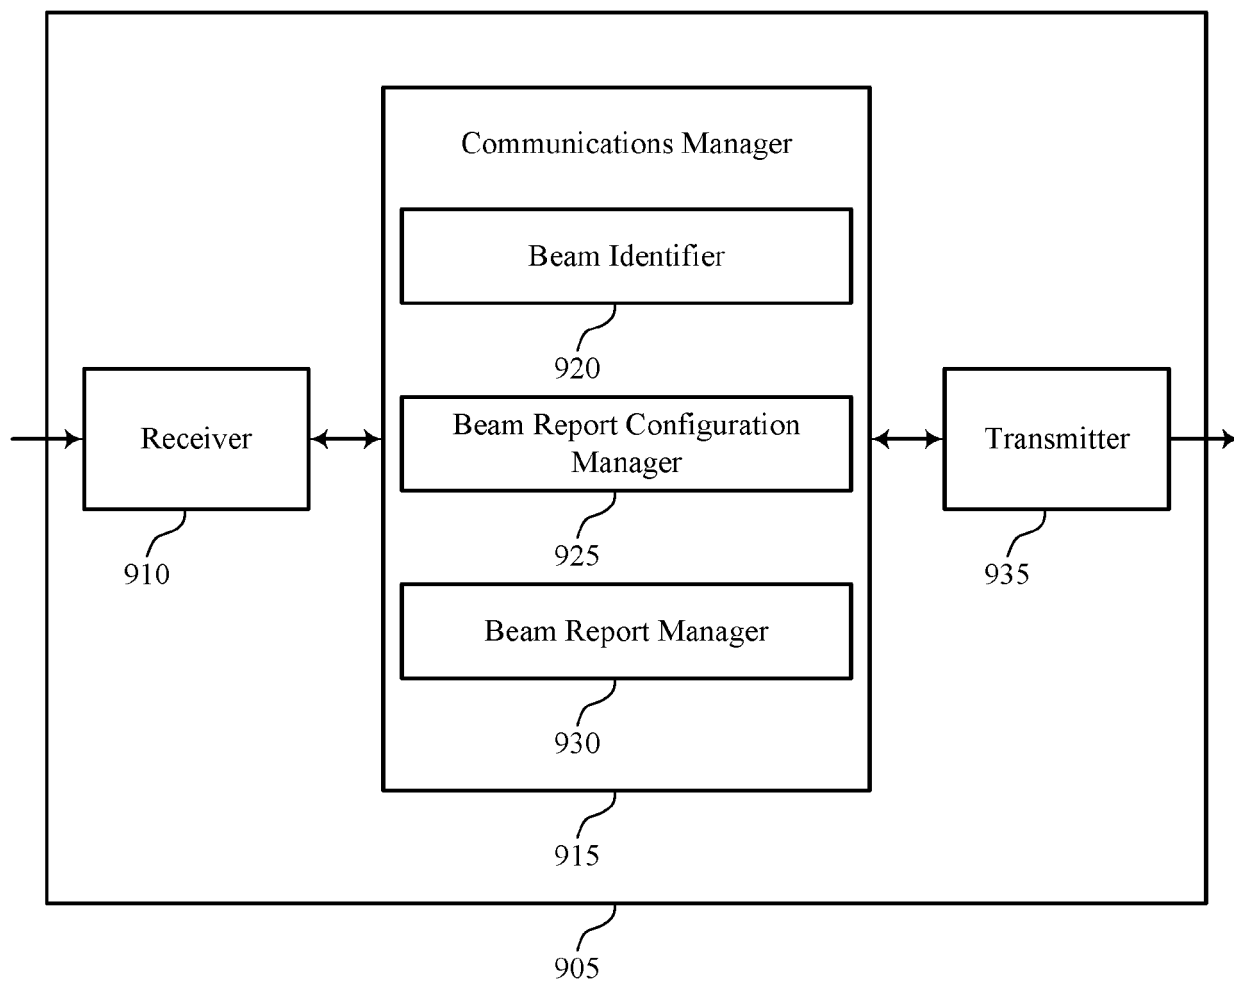 Communications Manager
Beam Identifier
920
Receiver
910
Beam Report Configuration
Manager
925
Transmitter
935
Beam Report Manager
930
915
905